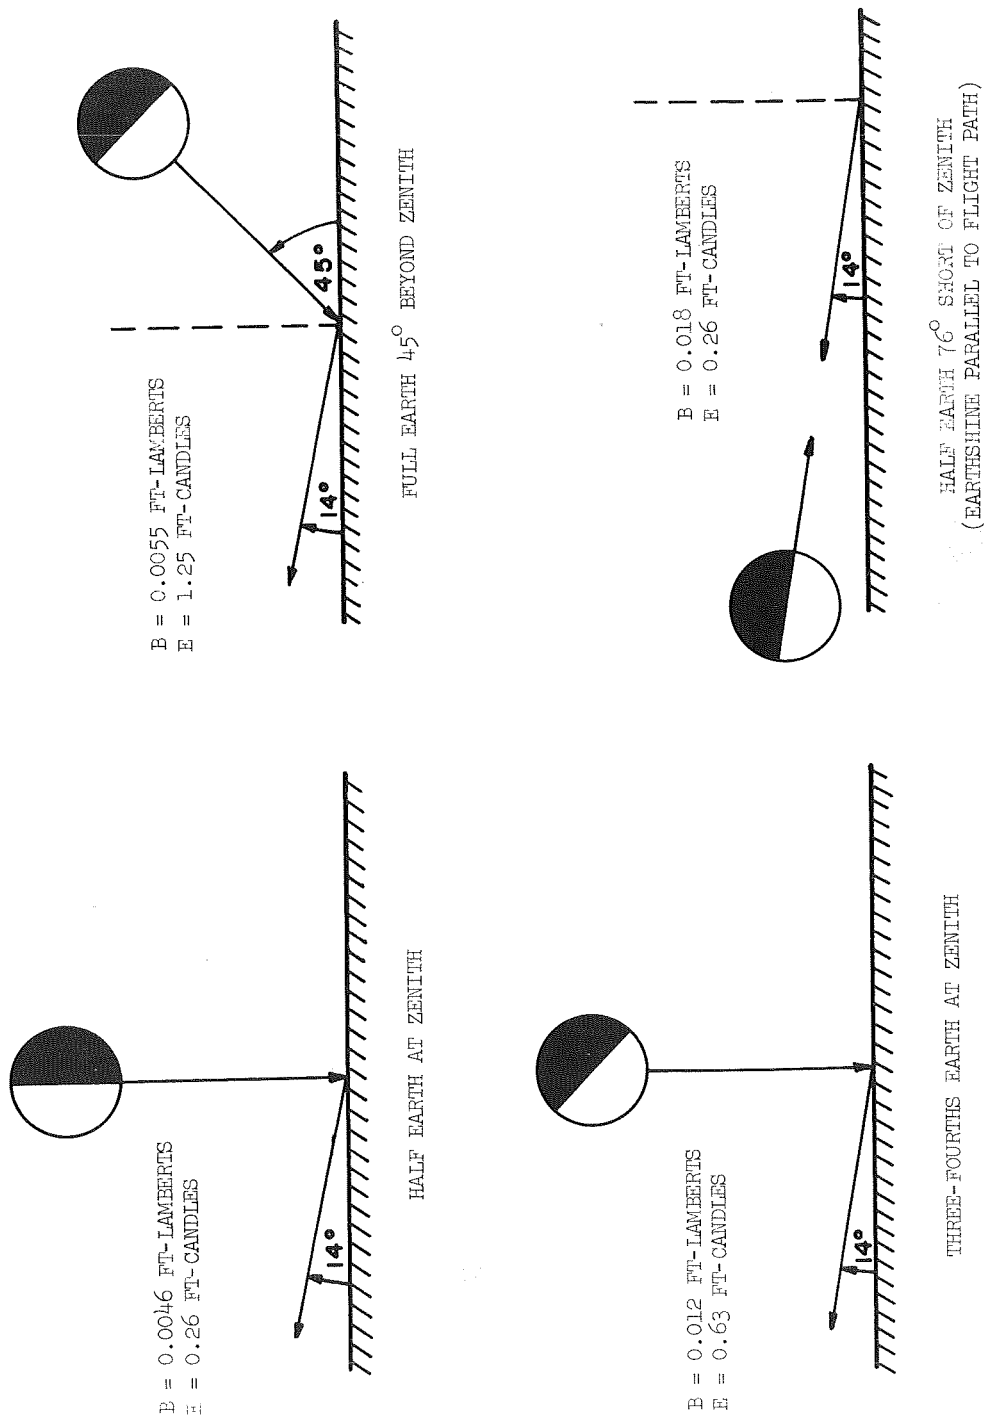 B = 0.0046 FT-LAMBERTS
E = 0.26 FT-CANDLES
14°
HALF EARTH AT ZENITH
B = 0.0055 FT-LAMBERTS
E = 1.25 FT-CANDLES
14°
45°
FULL EARTH 45° BEYOND ZENITH
B = 0.012 FT-LAMBERTS
E = 0.63 FT-CANDLES
14°
THREE-FOURTHS EARTH AT ZENITH
B = 0.018 FT-LAMBERTS
E = 0.26 FT-CANDLES
14°
HALF EARTH 76° SHORT OF ZENITH
(EARTHSHINE PARALLEL TO FLIGHT PATH)